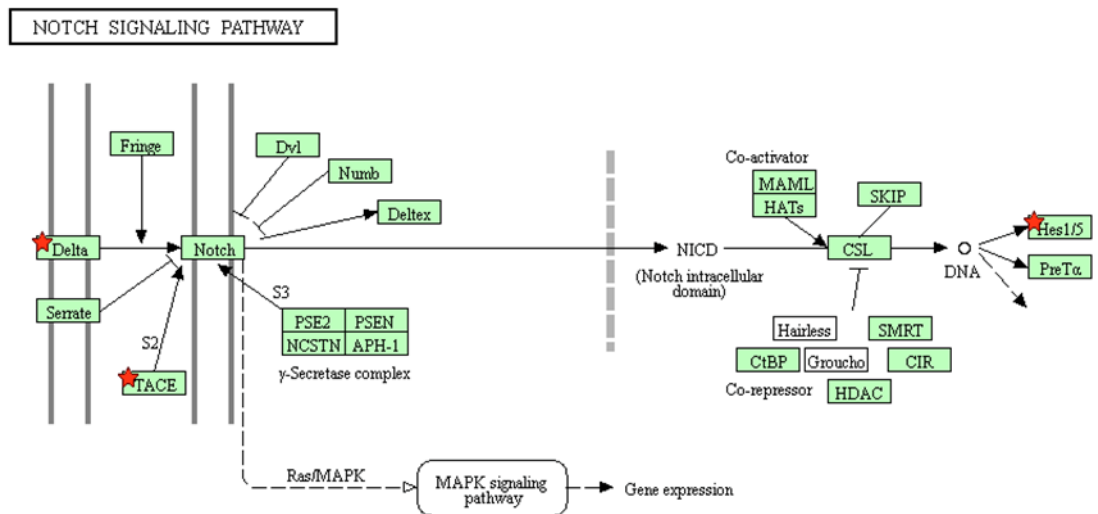 NOTCH SIGNALING PATHWAY
Fringe
Dvl
Numb
Deltex
Delta
Notch
Serrate
S2
TACE
S3
PSE2 PSEN
NCSTN APH-1
γ-Secretase complex
NICD
(Notch intracellular
domain)
Co-activator
MAML
HATs
SKIP
CSL
DNA
Hes1/5
PreTα
Hairless
SMRT
CtBP
Groucho
CIR
Co-repressor
HDAC
Ras/MAPK
MAPK signaling
pathway
Gene expression